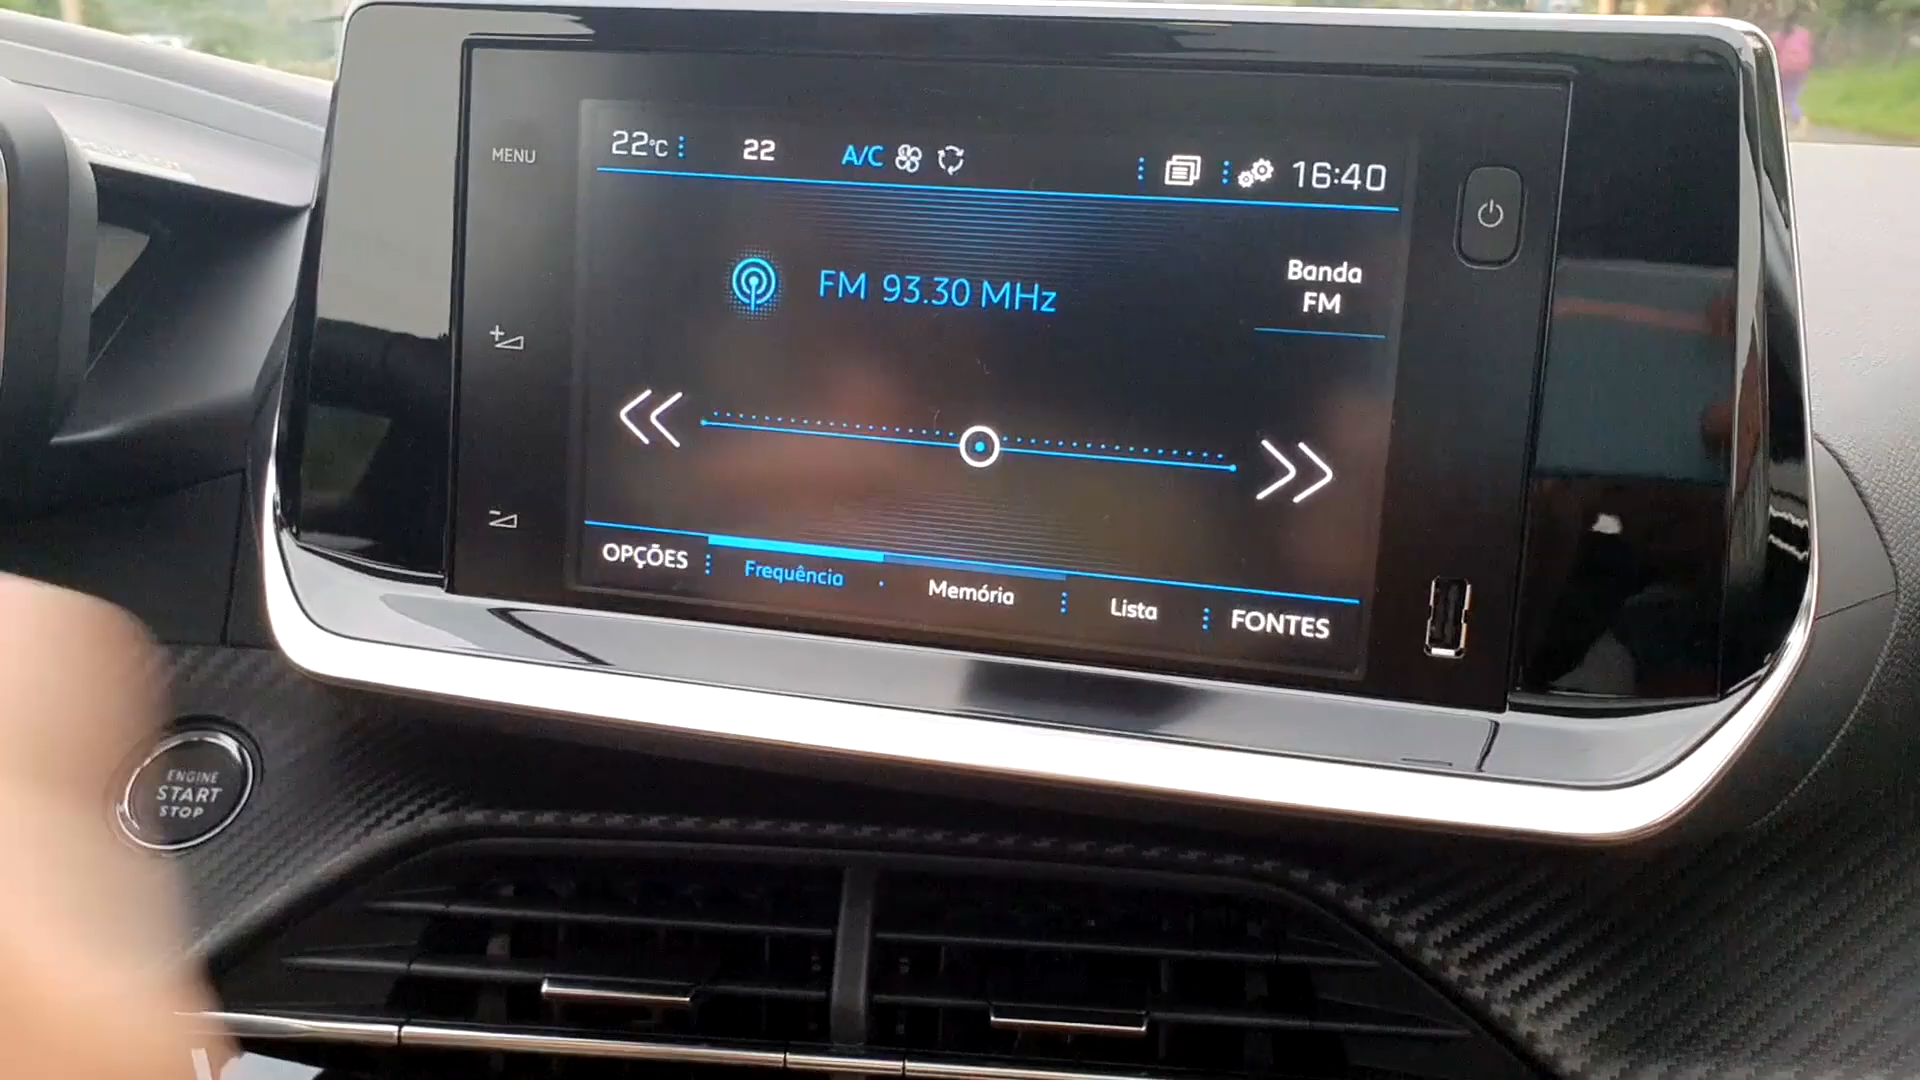 MENU
22°C
22
A/C
16:40
FM 93.30 MHz
Banda
FM
OPÇÕES
Frequência
Memória
Lista
FONTES
ENGINE
START
STOP